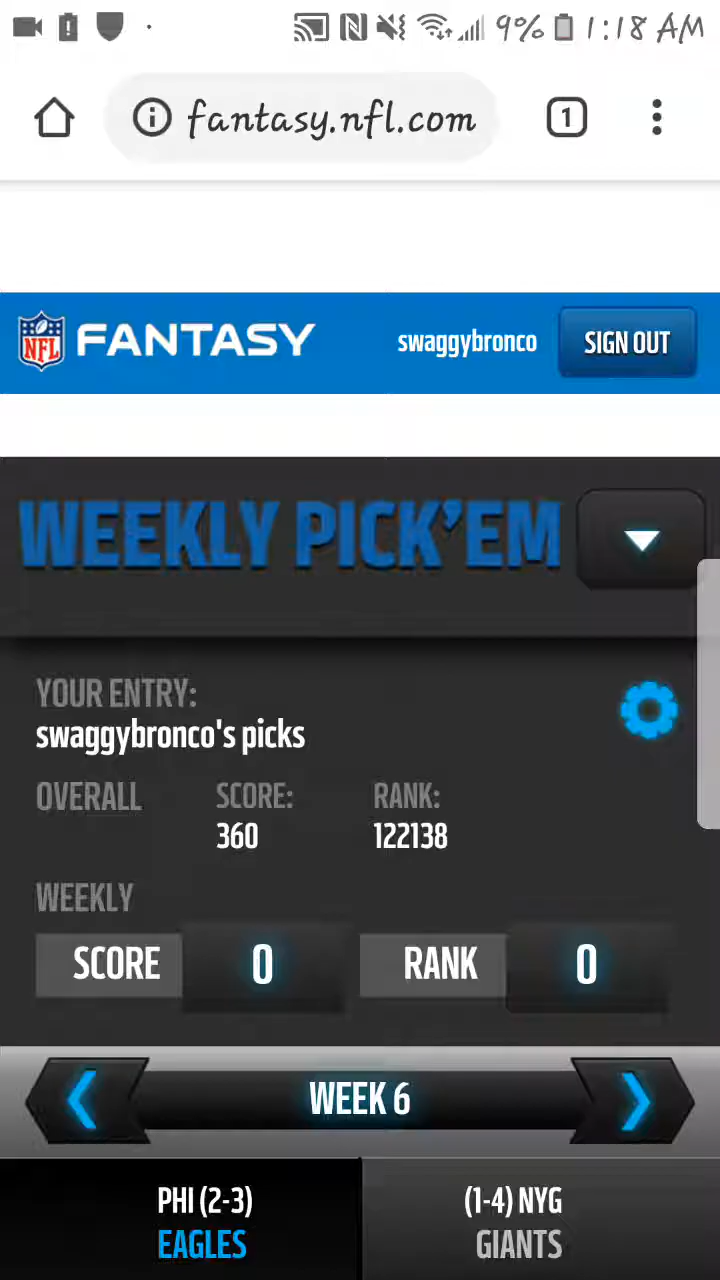 9% 1:18 AM
fantasy.nfl.com 1
NFL FANTASY swaggybronco SIGN OUT
WEEKLY PICK'EM
YOUR ENTRY:
swaggybronco's picks
OVERALL SCORE: RANK:
360 122138
WEEKLY
SCORE 0 RANK 0
WEEK 6
PHI (2-3) (1-4) NYG
EAGLES GIANTS